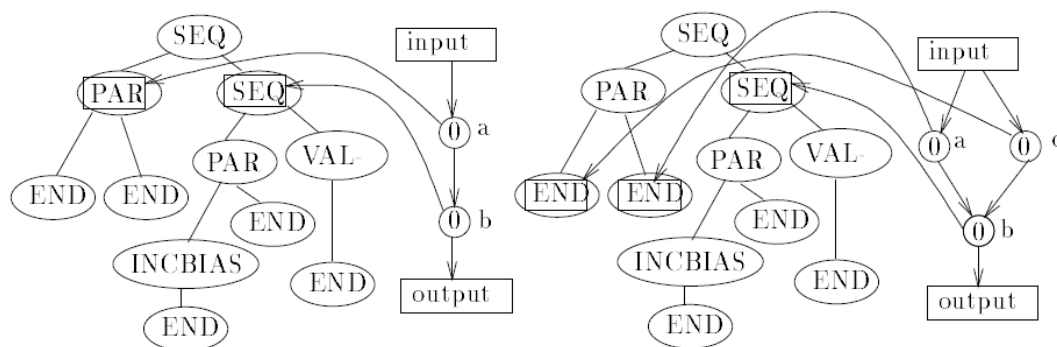 SEQ
input
PAR
SEQ
0 a
PAR
VAL-
END
END
END
0 b
INCBIAS
END
output
END
SEQ
input
PAR
SEQ
0 a
0
PAR
VAL-
END
END
END
0 b
INCBIAS
END
output
END